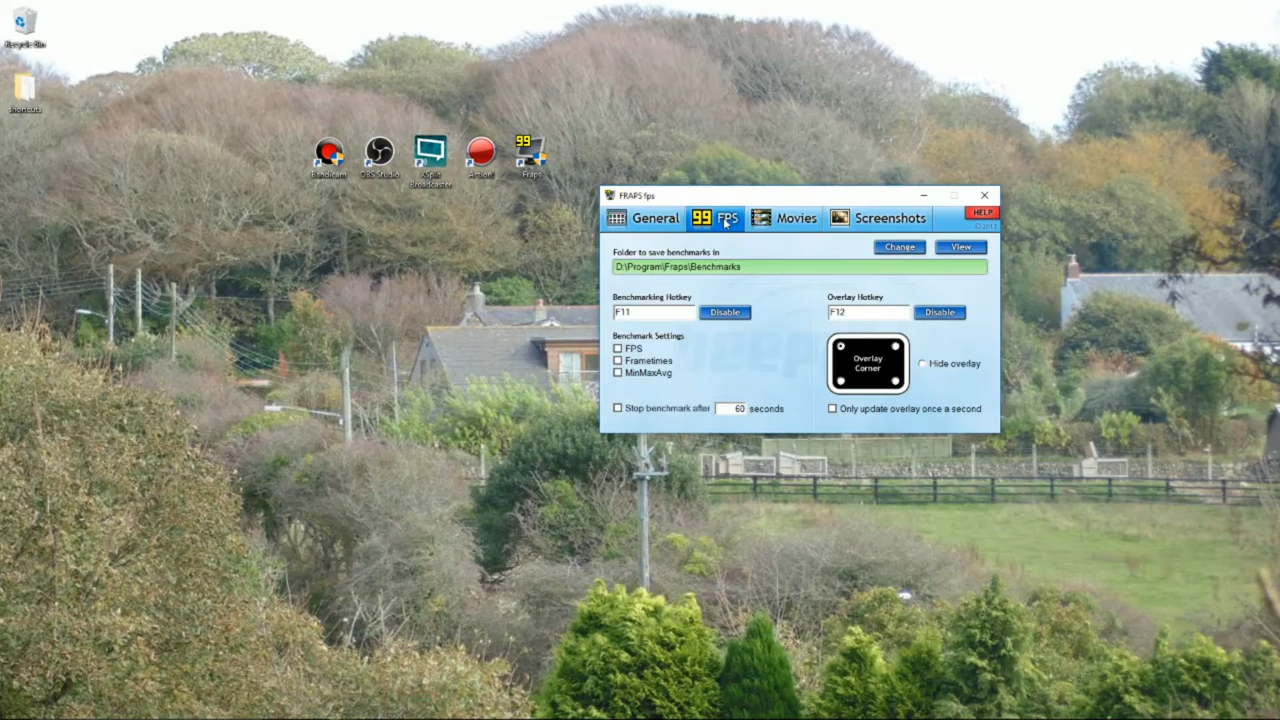 Recycle Bin
shortcuts
Bandicam
OBS Studio
XSplit
Broadcaster
Action!
99
Fraps
FRAPS fps
General
99 FPS
Movies
Screenshots
HELP
Folder to save benchmarks in
Change
View
D:\Program\Fraps\Benchmarks
Benchmarking Hotkey
Overlay Hotkey
F11
Disable
F12
Disable
Benchmark Settings
FPS
Frametimes
MinMaxAvg
Overlay
Corner
Hide overlay
Stop benchmark after 60 seconds
Only update overlay once a second